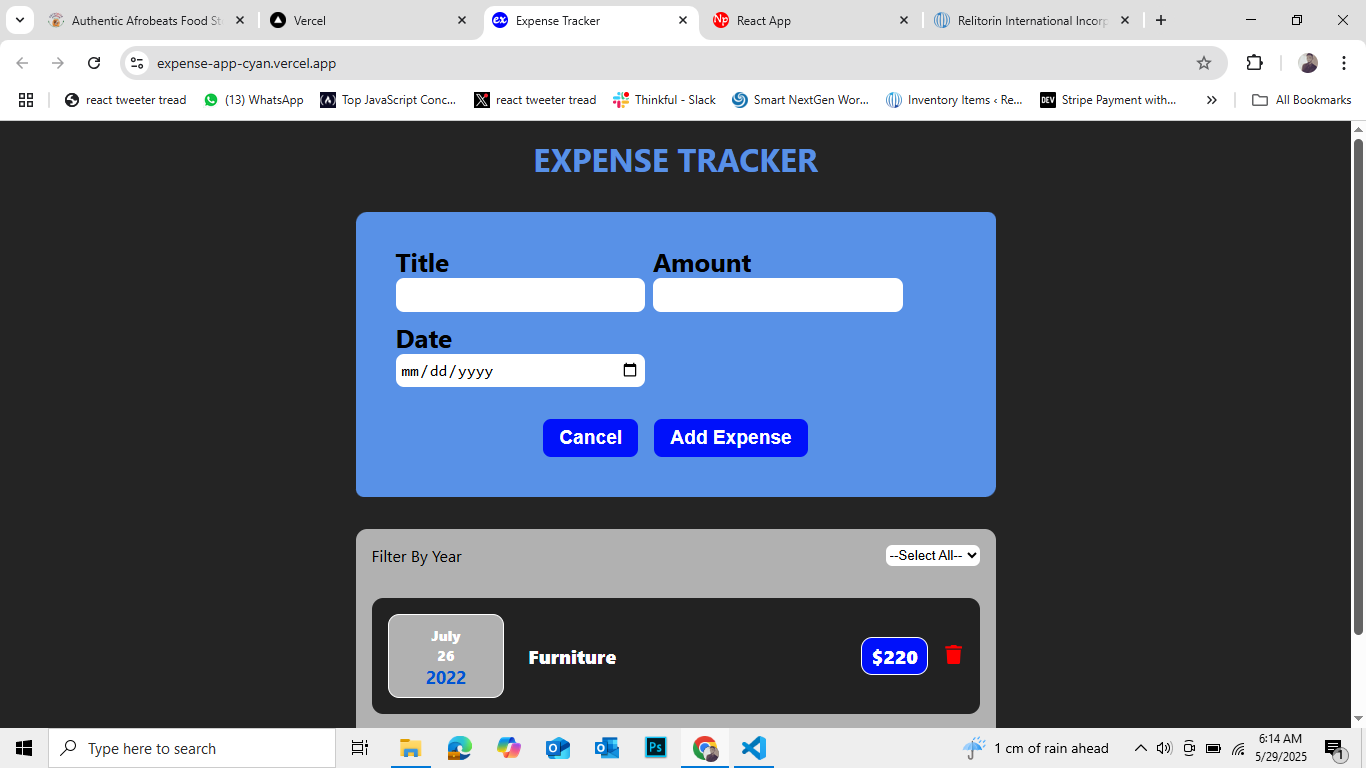 Authentic Afrobeats Food St
Vercel
Expense Tracker
React App
Relitorin International Incorp
expense-app-cyan.vercel.app
react tweeter tread
(13) WhatsApp
Top JavaScript Conc...
react tweeter tread
Thinkful - Slack
Smart NextGen Wor...
Inventory Items ‹ Re...
Stripe Payment with...
All Bookmarks
EXPENSE TRACKER
Title
Amount
Date
mm/dd/yyyy
Cancel
Add Expense
Filter By Year
--Select All--
July
26
2022
Furniture
$220
Type here to search
1 cm of rain ahead
6:14 AM
5/29/2025
1